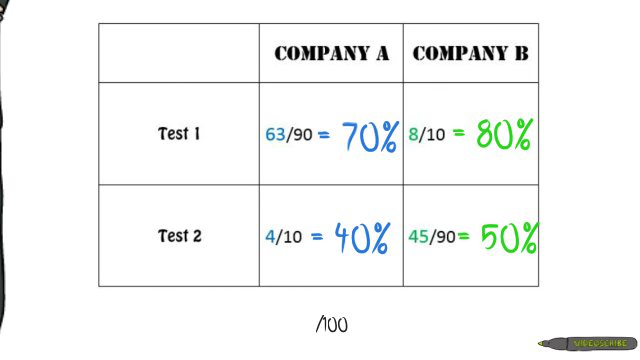 COMPANY A COMPANY B
Test 1 63/90 = 70% 8/10 = 80%
Test 2 4/10 = 40% 45/90 = 50%
/100
VIDEOSCRIBE